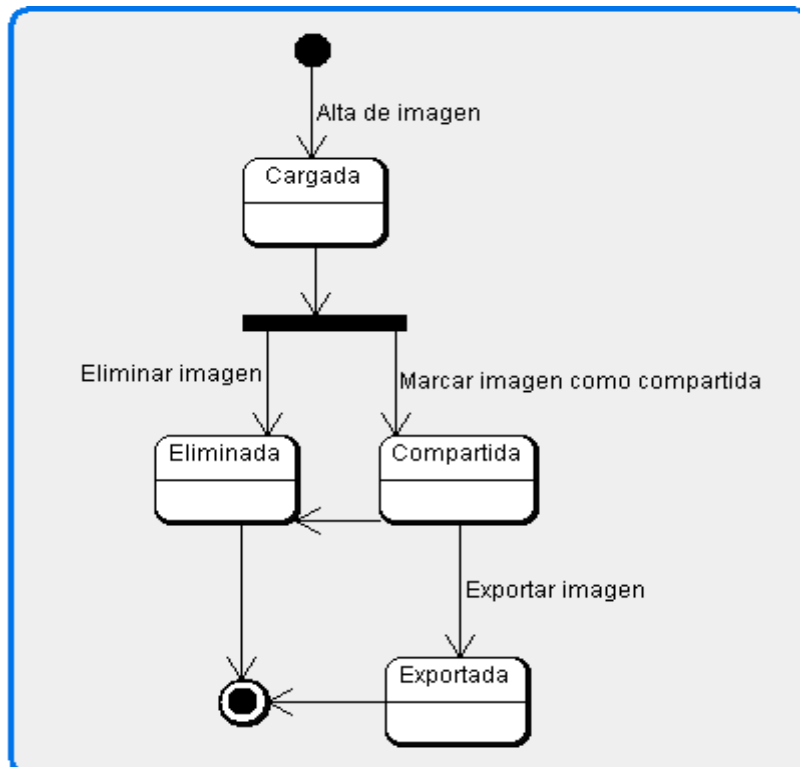 Alta de imagen
Cargada
Eliminar imagen
Marcar imagen como compartida
Eliminada
Compartida
Exportar imagen
Exportada